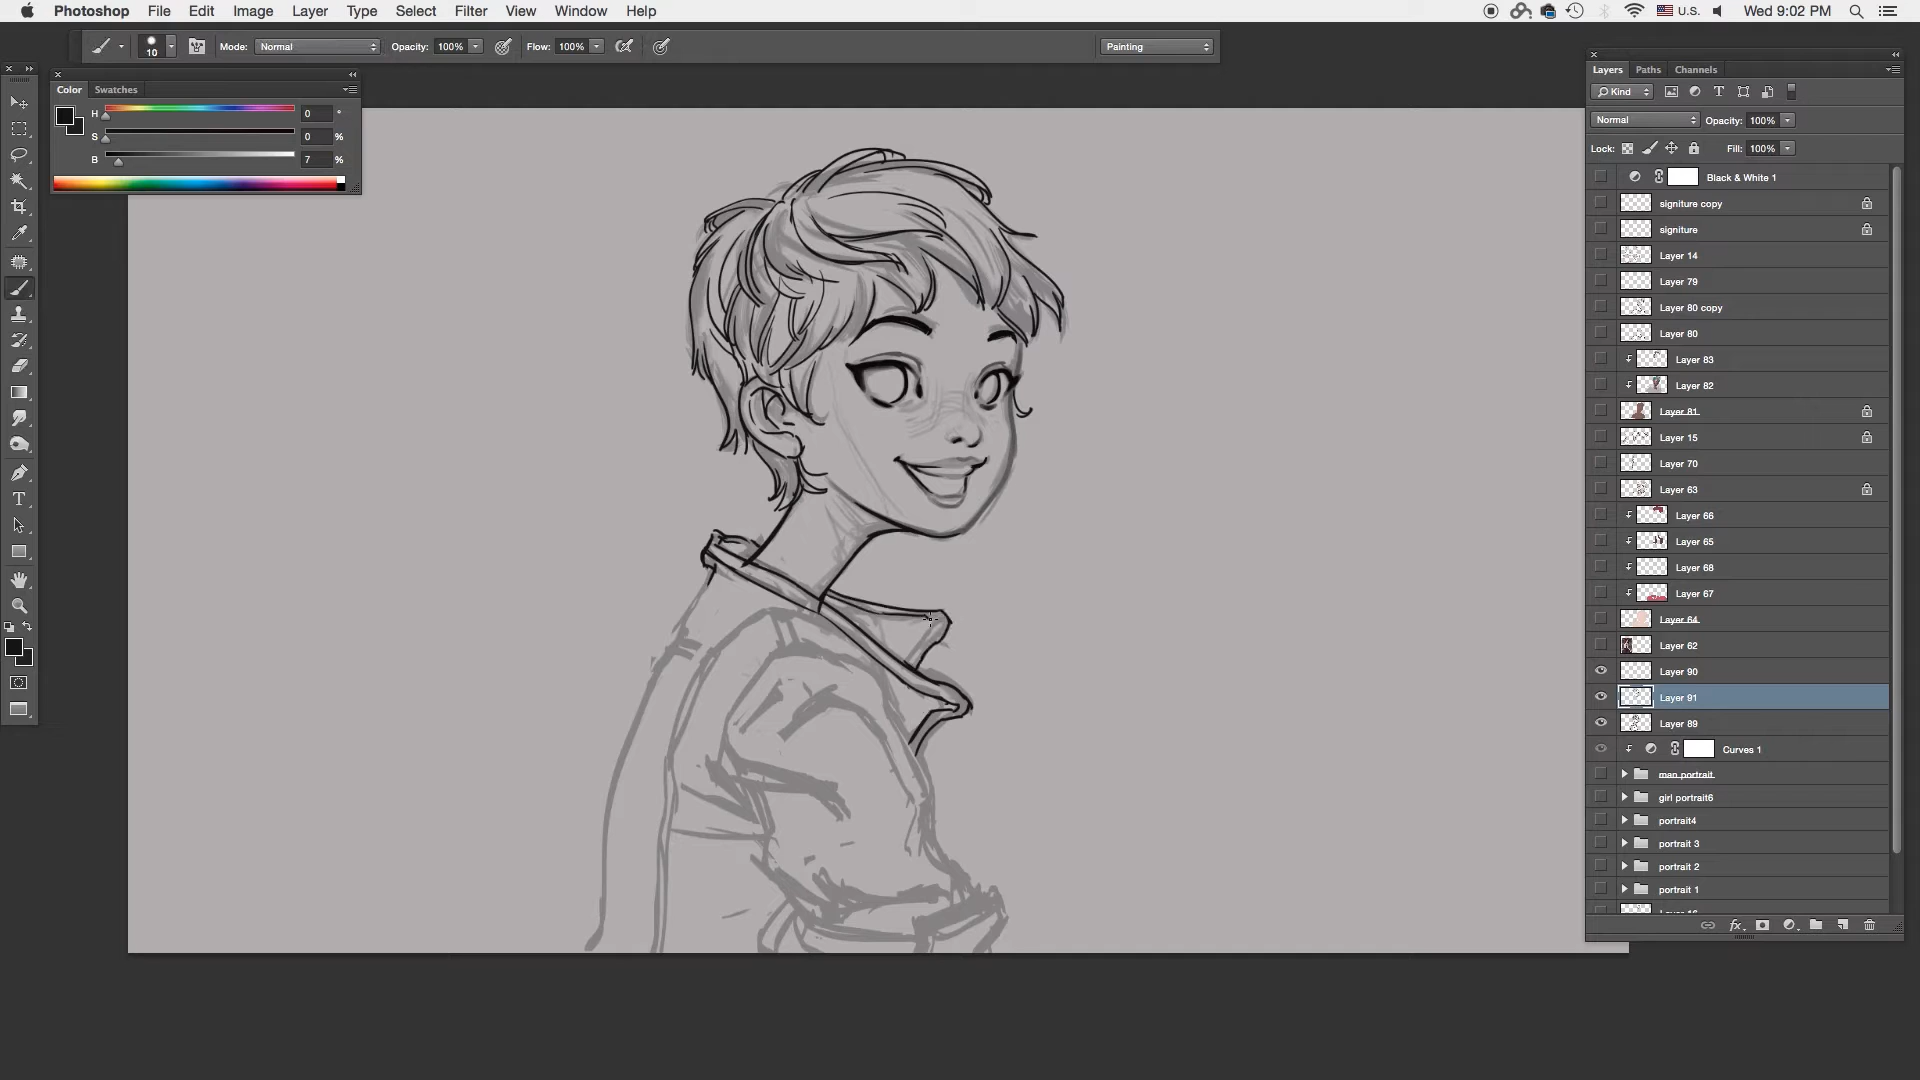 Photoshop File Edit Image Layer Type Select Filter View Window Help U.S. Wed 9:02 PM
10 Mode: Normal Opacity: 100% Flow: 100% Painting
Color Swatches
H 0 °
S 0 %
B 7 %
Layers Paths Channels
Kind
Normal Opacity: 100%
Lock: Fill: 100%
Black & White 1
signiture copy
signiture
Layer 14
Layer 79
Layer 80 copy
Layer 80
Layer 83
Layer 82
Layer 81
Layer 15
Layer 70
Layer 63
Layer 66
Layer 65
Layer 68
Layer 67
Layer 64
Layer 62
Layer 90
Layer 91
Layer 89
Curves 1
man portrait
girl portrait6
portrait4
portrait 3
portrait 2
portrait 1
fx